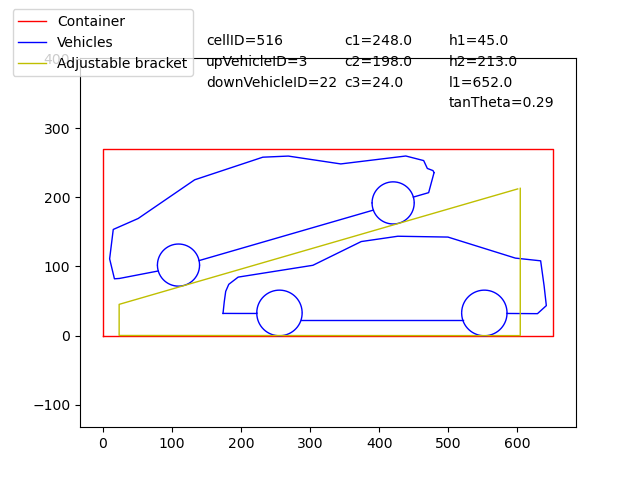 Container
Vehicles
Adjustable bracket
cellID=516
upVehicleID=3
downVehicleID=22
c1=248.0
c2=198.0
c3=24.0
h1=45.0
h2=213.0
l1=652.0
tanTheta=0.29
400
300
200
100
0
−100
0 100 200 300 400 500 600